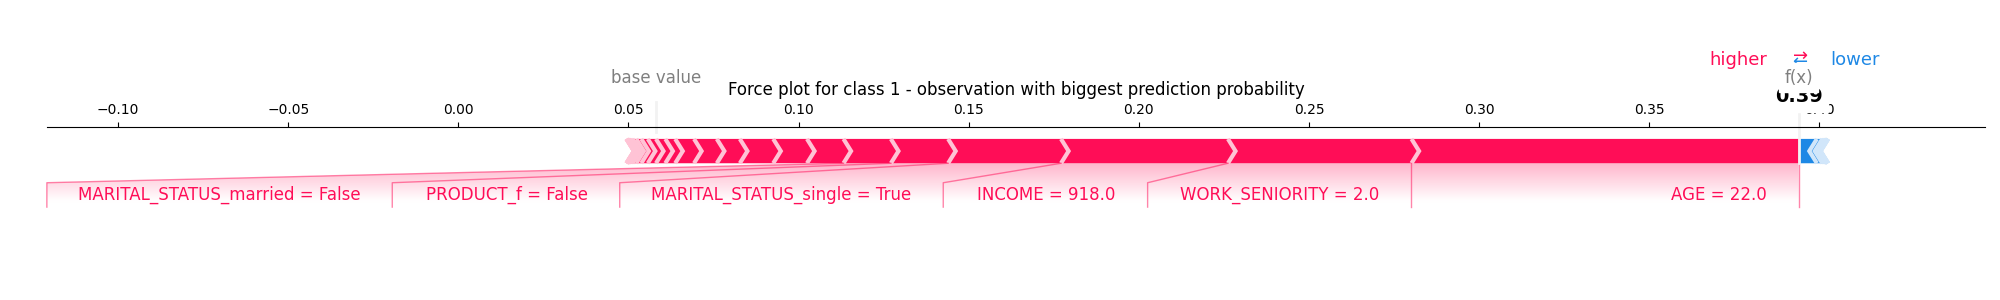 higher ⇄ lower
base value f(x)
Force plot for class 1 - observation with biggest prediction probability
0.39
−0.10 −0.05 0.00 0.05 0.10 0.15 0.20 0.25 0.30 0.35
MARITAL_STATUS_married = False PRODUCT_f = False MARITAL_STATUS_single = True INCOME = 918.0 WORK_SENIORITY = 2.0 AGE = 22.0